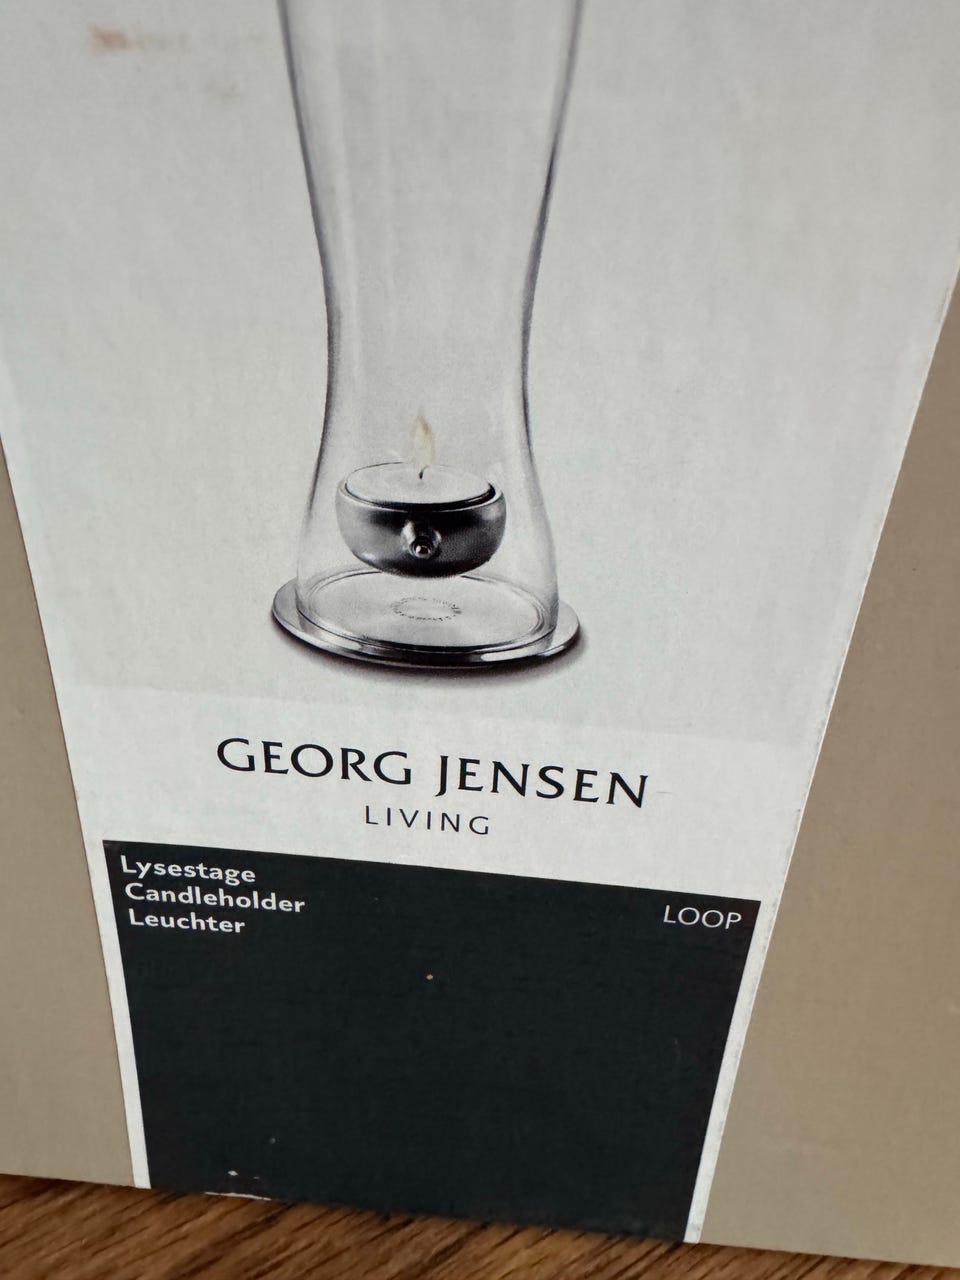 GEORG JENSEN
LIVING
Lysestage
Candleholder
Leuchter
LOOP